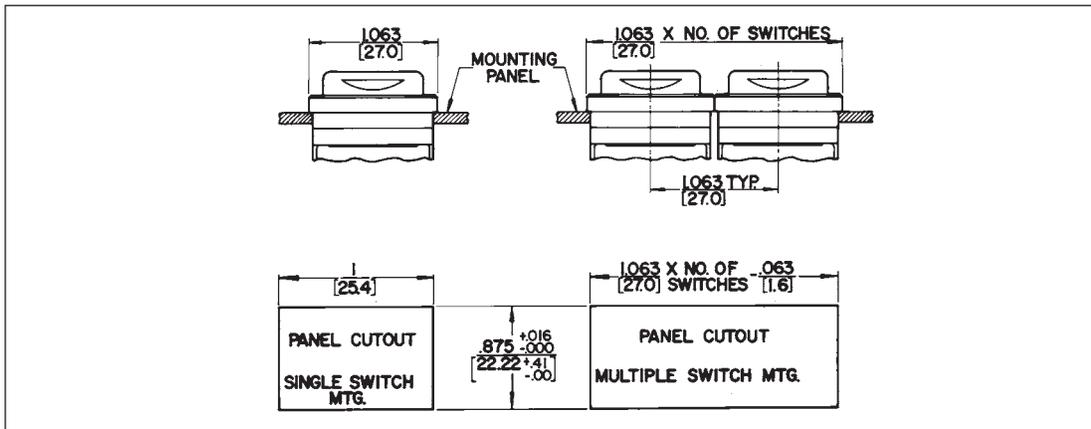 1.063
[27.0]
MOUNTING
PANEL
1.063 X NO. OF SWITCHES
[27.0]
1.063 TYP.
[27.0]
1
[25.4]
PANEL CUTOUT
SINGLE SWITCH
MTG.
.875 +.016 -.000
[22.22 +.41 -.00]
1.063 X NO. OF - .063
[27.0] SWITCHES [1.6]
PANEL CUTOUT
MULTIPLE SWITCH MTG.